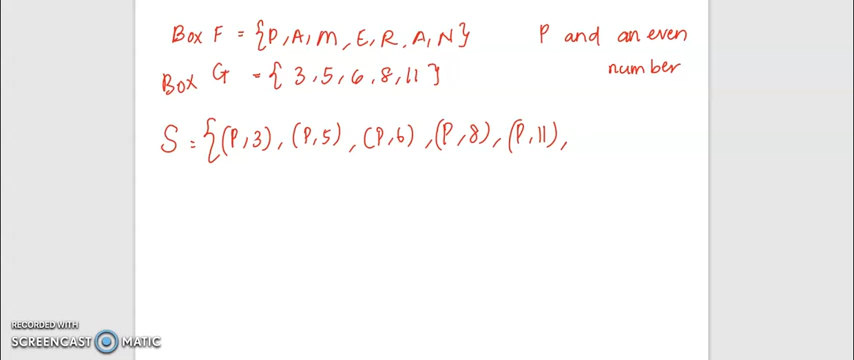 Box F = {P, A, M, E, R, A, N}
P and an even
number
Box G = { 3, 5, 6, 8, 11 }
S = {(P, 3), (P, 5), (P, 6), (P, 8), (P, 11),
RECORDED WITH
SCREENCAST MATIC